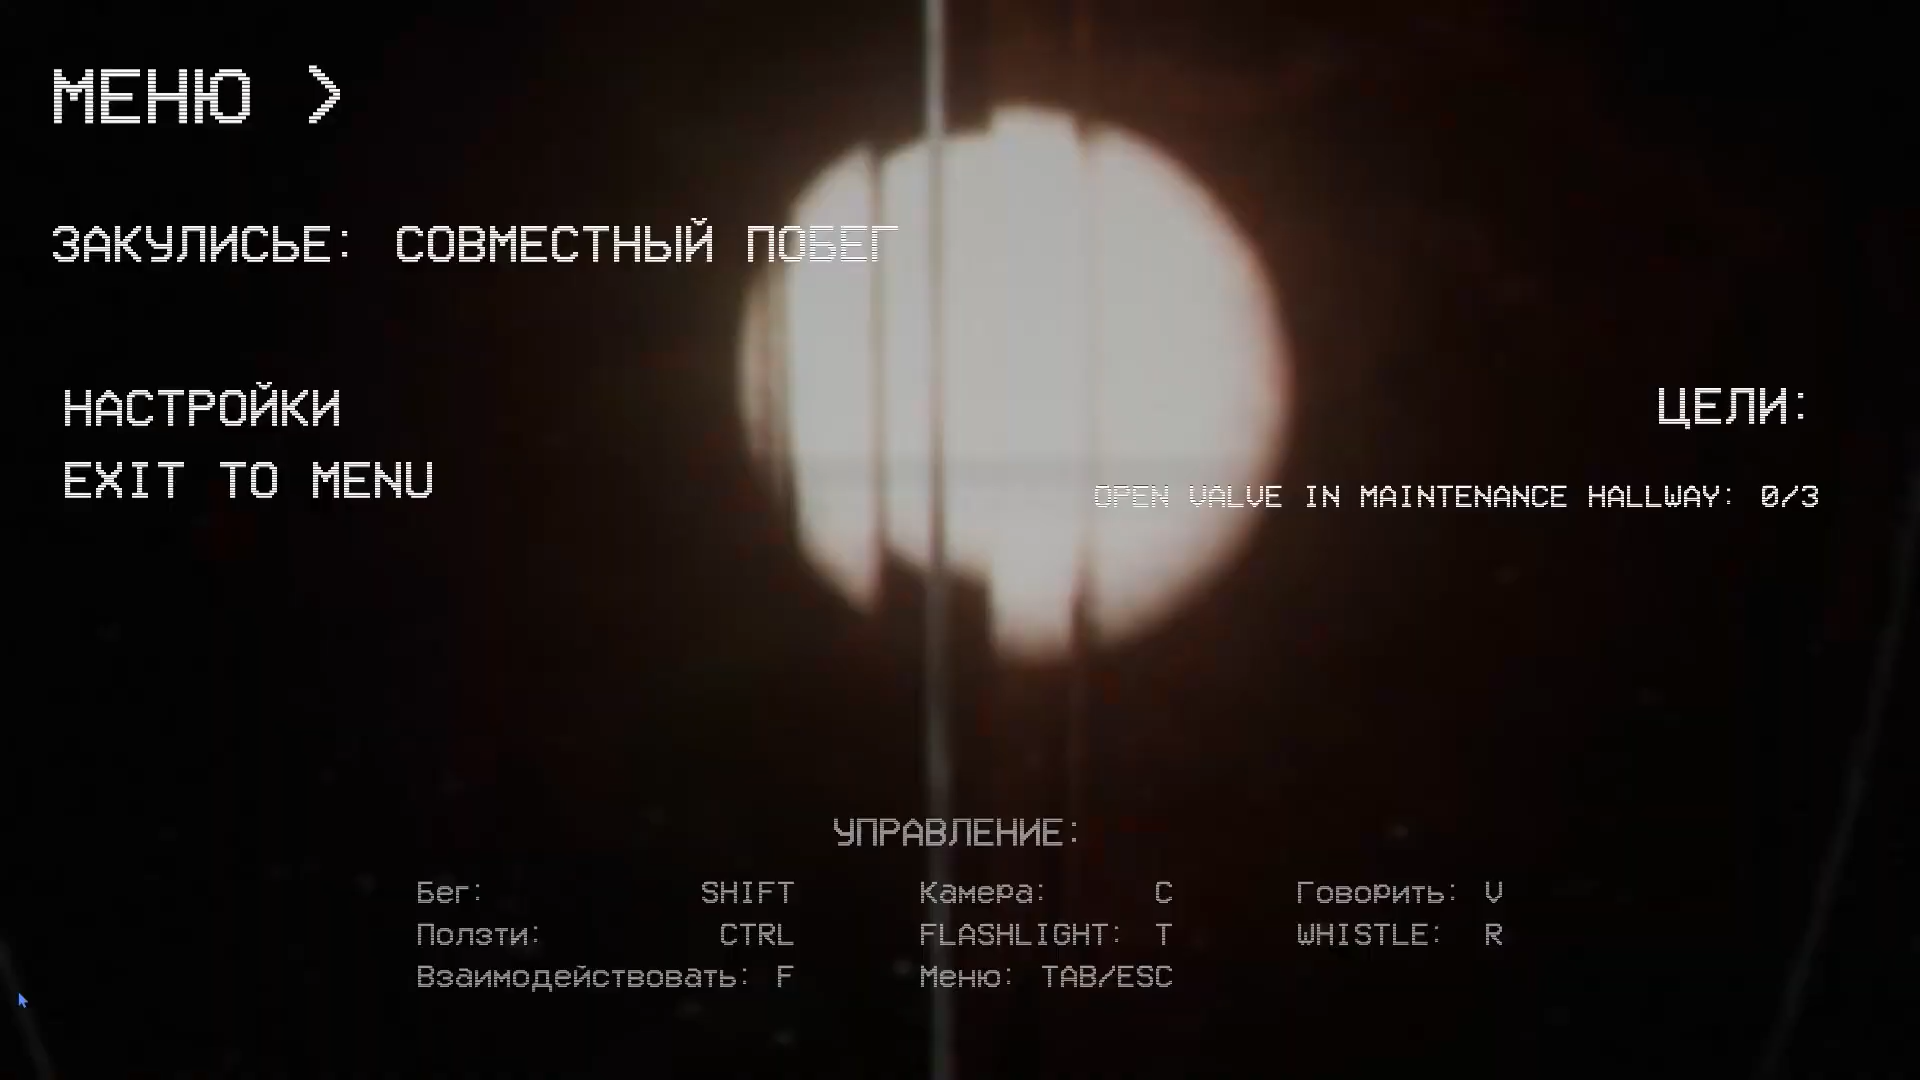 МЕНЮ >
ЗАКУЛИСЬЕ: СОВМЕСТНЫЙ ПОБЕГ
НАСТРОЙКИ
EXIT TO MENU
ЦЕЛИ:
OPEN VALVE IN MAINTENANCE HALLWAY: 0/3
УПРАВЛЕНИЕ:
Бег: SHIFT Камера: C Говорить: V
Ползти: CTRL FLASHLIGHT: T WHISTLE: R
Взаимодействовать: F Меню: TAB/ESC